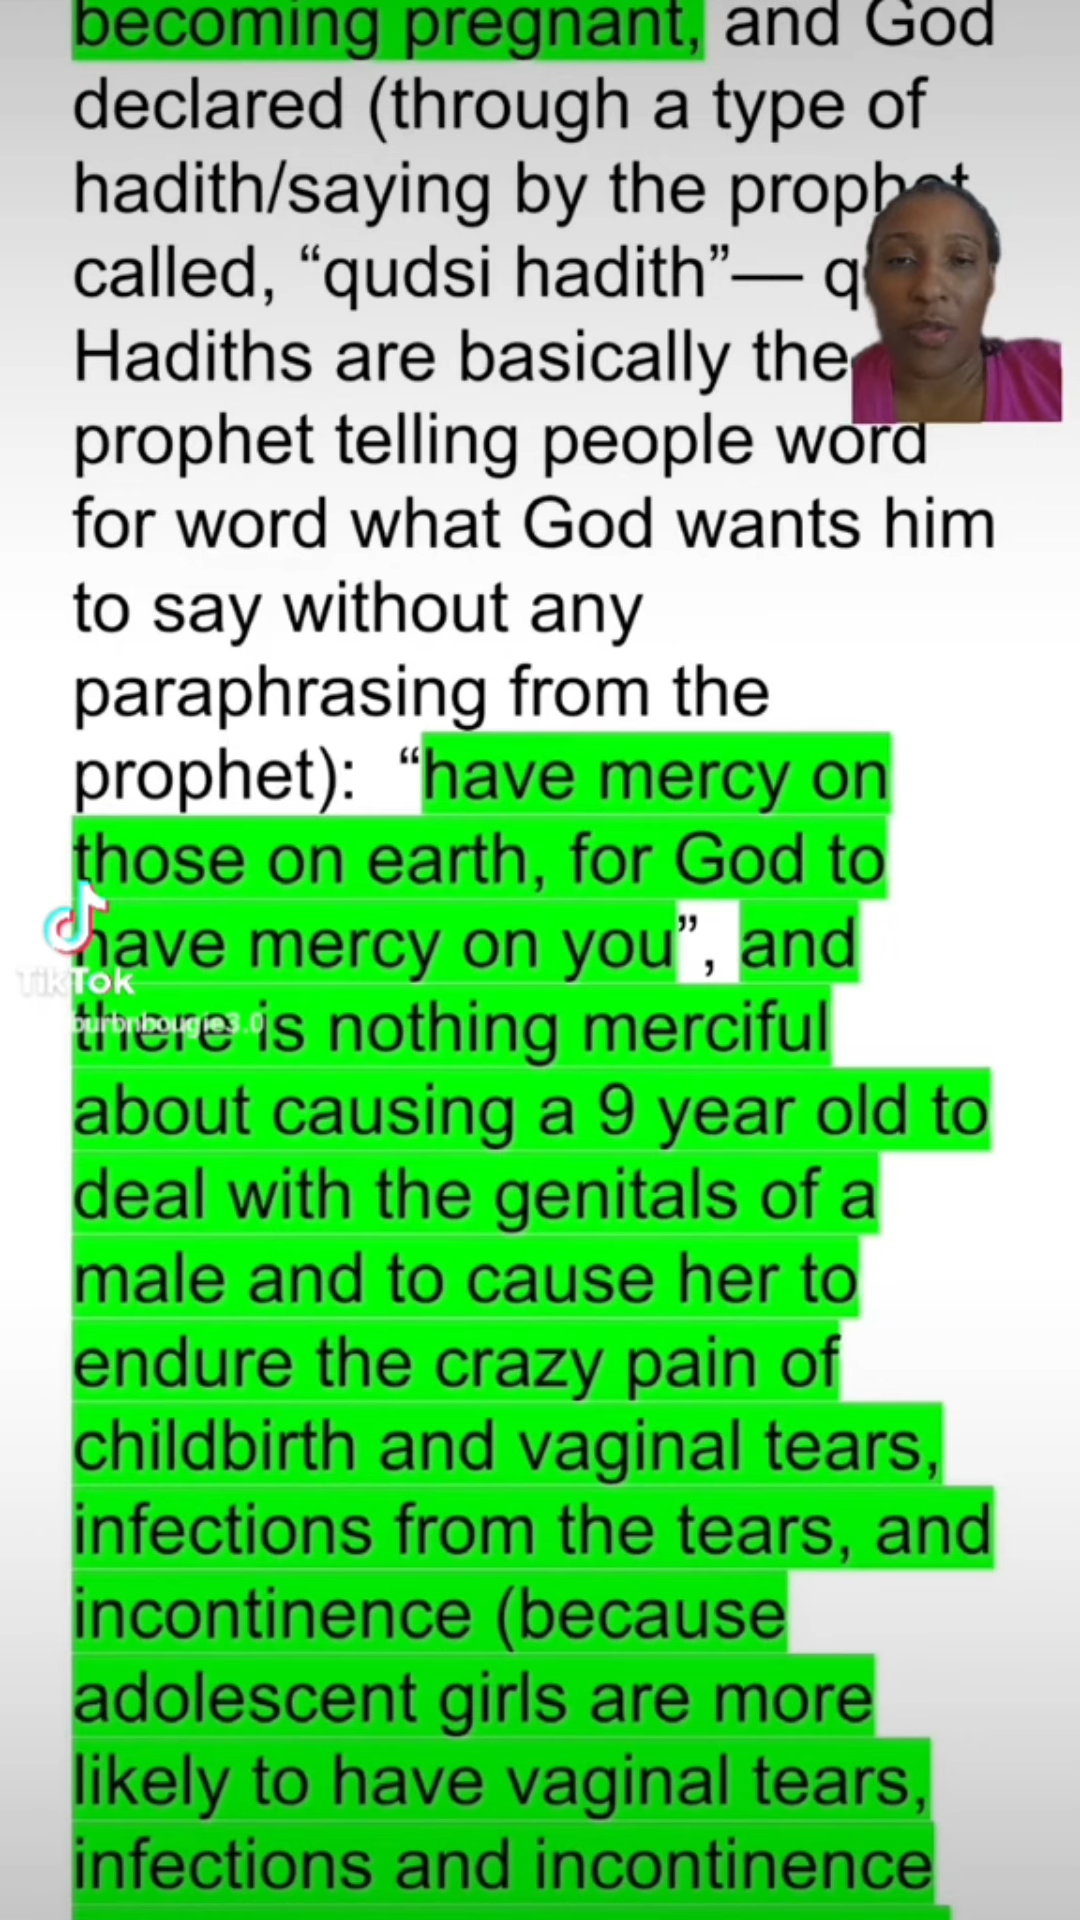 becoming pregnant, and God
declared (through a type of
hadith/saying by the prophet
called, “qudsi hadith”—
Hadiths are basically the
prophet telling people word
for word what God wants him
to say without any
paraphrasing from the
prophet):  “have mercy on
those on earth, for God to
have mercy on you”, and
TikTok
burbnbougie3.0
there is nothing merciful
about causing a 9 year old to
deal with the genitals of a
male and to cause her to
endure the crazy pain of
childbirth and vaginal tears,
infections from the tears, and
incontinence (because
adolescent girls are more
likely to have vaginal tears,
infections and incontinence